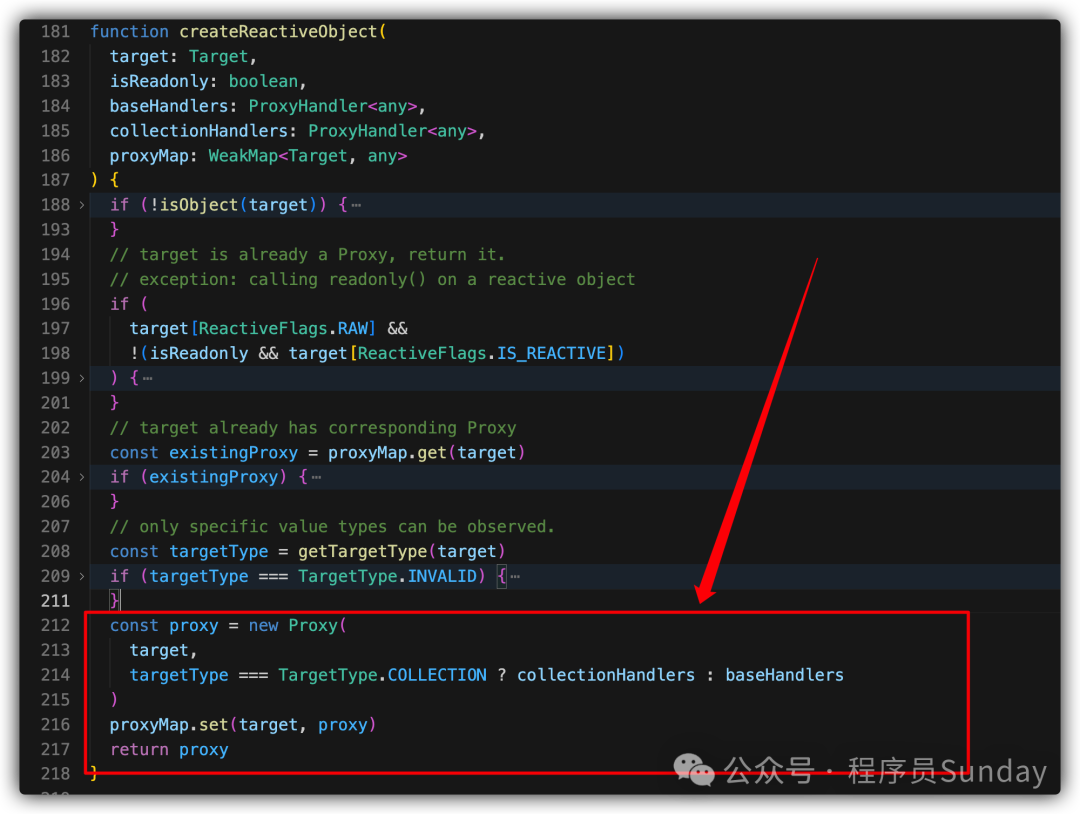 181 function createReactiveObject(
182 target: Target,
183 isReadonly: boolean,
184 baseHandlers: ProxyHandler<any>,
185 collectionHandlers: ProxyHandler<any>,
186 proxyMap: WeakMap<Target, any>
187 ) {
188 if (!isObject(target)) {⋯
193 }
194 // target is already a Proxy, return it.
195 // exception: calling readonly() on a reactive object
196 if (
197 target[ReactiveFlags.RAW] &&
198 !(isReadonly && target[ReactiveFlags.IS_REACTIVE])
199 ) {⋯
201 }
202 // target already has corresponding Proxy
203 const existingProxy = proxyMap.get(target)
204 if (existingProxy) {⋯
206 }
207 // only specific value types can be observed.
208 const targetType = getTargetType(target)
209 if (targetType === TargetType.INVALID) {⋯
211 }
212 const proxy = new Proxy(
213 target,
214 targetType === TargetType.COLLECTION ? collectionHandlers : baseHandlers
215 )
216 proxyMap.set(target, proxy)
217 return proxy
218 }
公众号 · 程序员Sunday